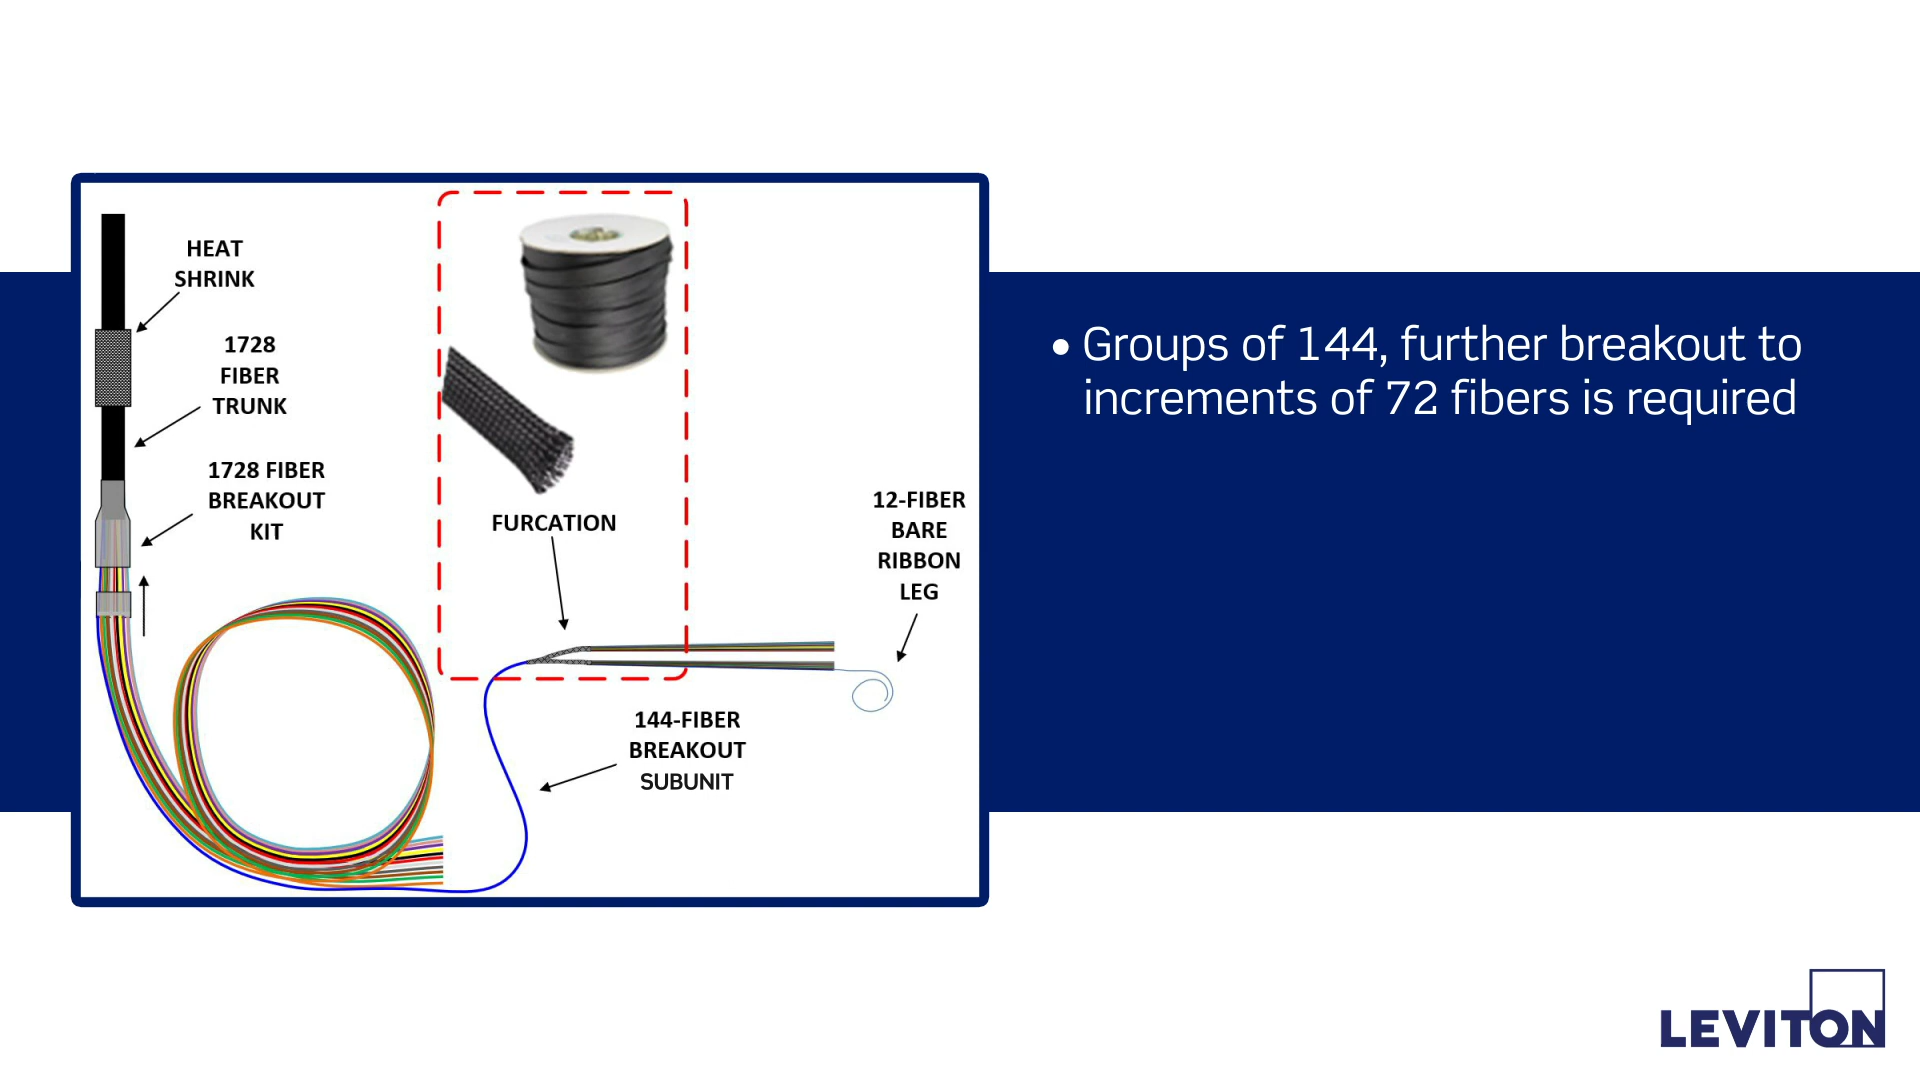 HEAT
SHRINK
1728
FIBER
TRUNK
1728 FIBER
BREAKOUT
KIT
FURCATION
12-FIBER
BARE
RIBBON
LEG
144-FIBER
BREAKOUT
SUBUNIT
• Groups of 144, further breakout to
increments of 72 fibers is required
LEVITON